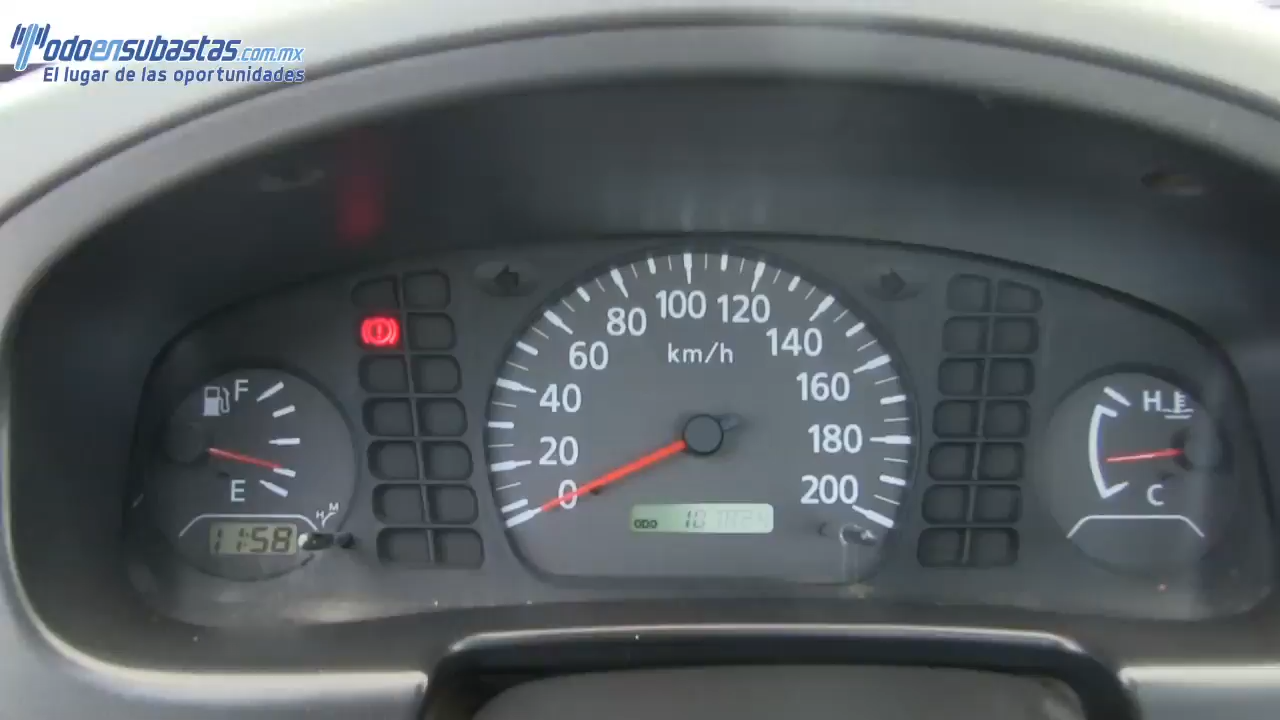 Todoensubastas.com.mx
El lugar de las oportunidades
F
E
H M
11:58
0
20
40
60
80
100
120
140
160
180
200
km/h
ODO
H
C